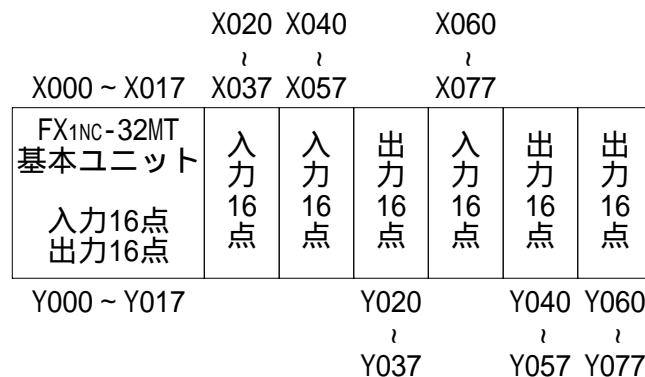 X020 X040 X060
~ ~ ~
X000 ~ X017 X037 X057 X077
FX1NC-32MT
基本ユニット
入力16点
出力16点
入力16点
入力16点
出力16点
入力16点
出力16点
出力16点
Y000 ~ Y017 Y020 Y040 Y060
~ ~ ~
Y037 Y057 Y077